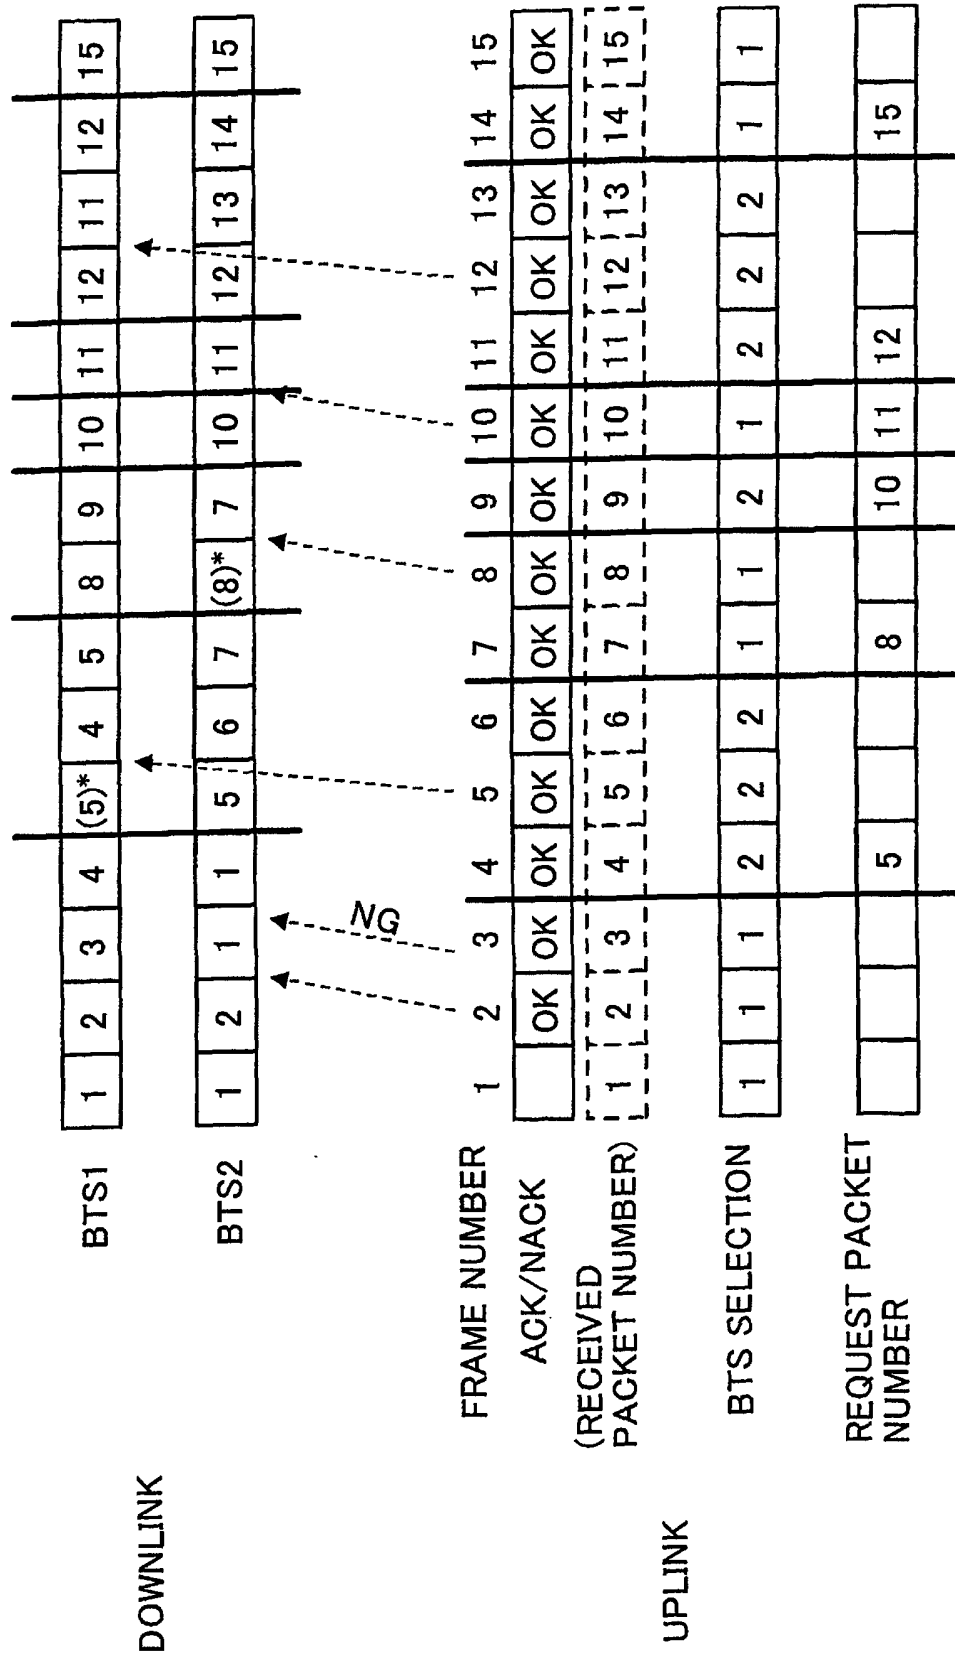 DOWNLINK
BTS1 1 2 3 4 (5)* 4 5 8 9 10 11 12 11 12 15
BTS2 1 2 1 1 5 6 7 (8)* 7 10 11 12 13 14 15
NG
UPLINK
FRAME NUMBER 1 2 3 4 5 6 7 8 9 10 11 12 13 14 15
ACK/NACK OK OK OK OK OK OK OK OK OK OK OK OK OK OK
(RECEIVED
PACKET NUMBER) 1 2 3 4 5 6 7 8 9 10 11 12 13 14 15
BTS SELECTION 1 1 1 2 2 2 1 1 2 1 2 2 2 1 1
REQUEST PACKET
NUMBER 5 8 10 11 12 15